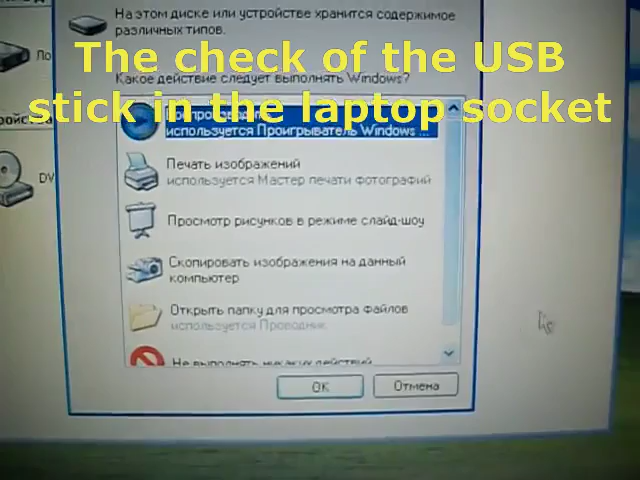 На этом диске или устройстве хранится содержимое
различных типов.
Ло
The check of the USB
Какое действие следует выполнять Windows?
stick in the laptop socket
используется Проигрыватель Windows ...
Печать изображений
используется Мастер печати фотографий
DV
Просмотр рисунков в режиме слайд-шоу
Скопировать изображения на данный
компьютер
Открыть папку для просмотра файлов
используется Проводник
Не выполнять никаких действий
OK
Отмена